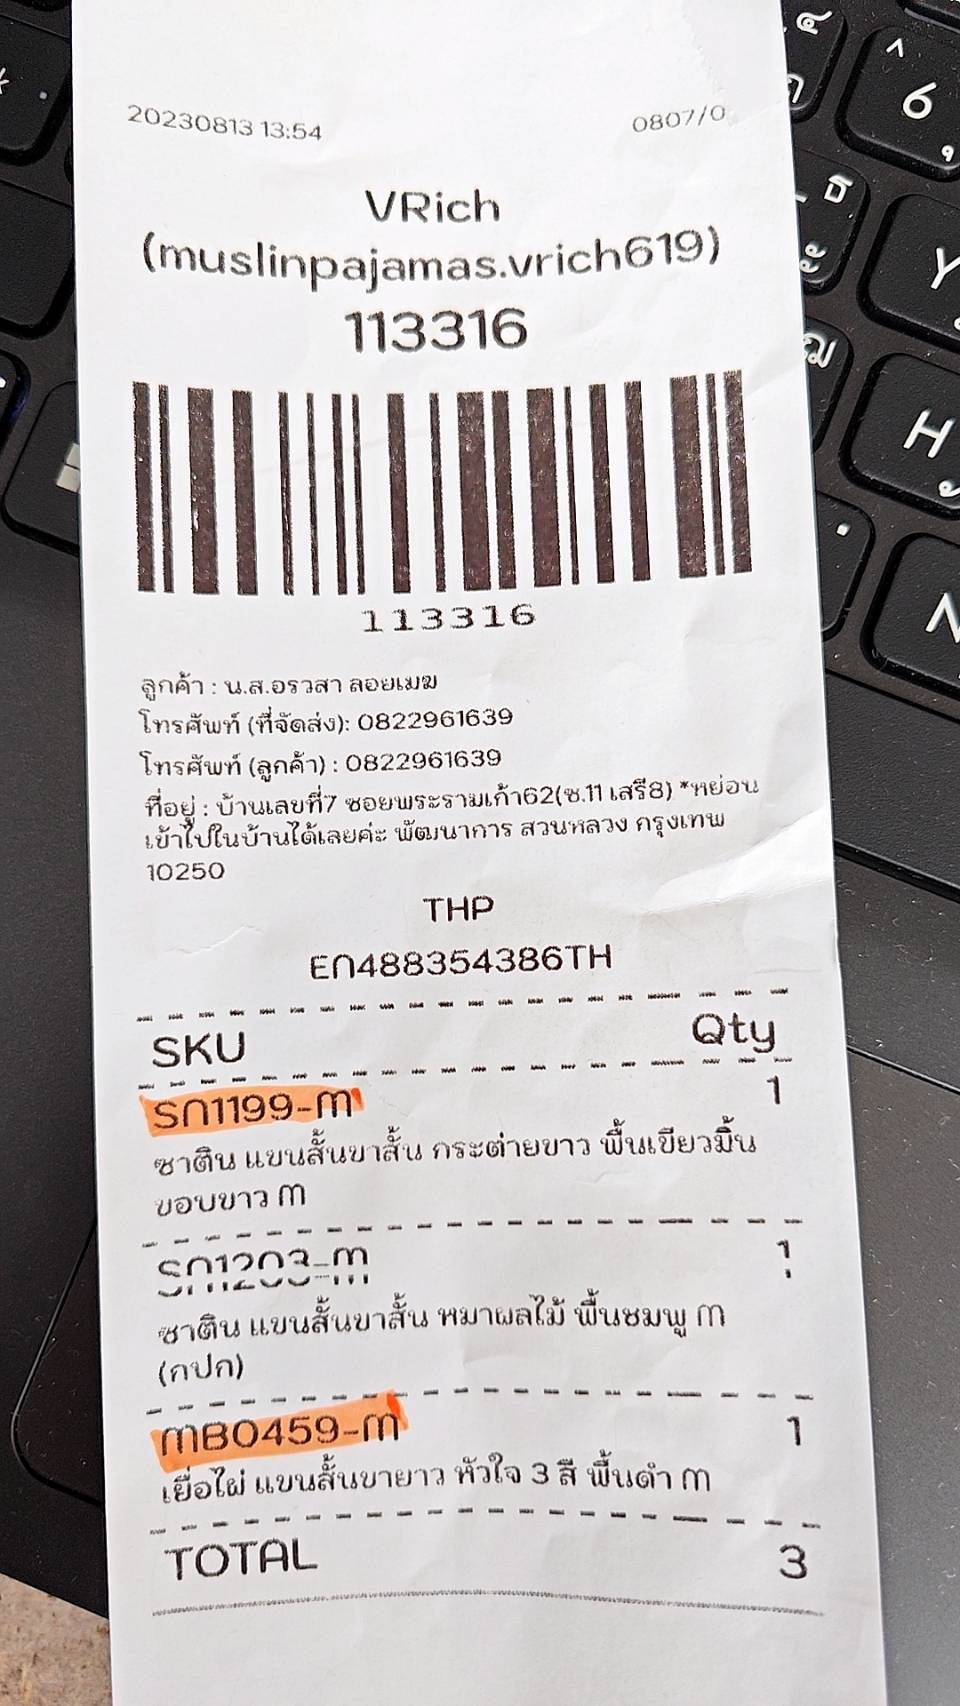 20230813 13:54
0807/0
VRich
(muslinpajamas.vrich619)
113316
113316
ลูกค้า : น.ส.อรวสา ลอยเมฆ
โทรศัพท์ (ที่จัดส่ง): 0822961639
โทรศัพท์ (ลูกค้า) : 0822961639
ที่อยู่ : บ้านเลขที่7 ซอยพระรามเก้า62(ซ.11 เสรี8) *หย่อน
เข้าไปในบ้านได้เลยค่ะ พัฒนาการ สวนหลวง กรุงเทพ
10250
THP
EN488354386TH
SKU Qty
SN1199-M 1
ซาติน แขนสั้นขาสั้น กระต่ายขาว พื้นเขียวมิ้น
ขอบขาว M
SN1203-M 1
ซาติน แขนสั้นขาสั้น หมาผลไม้ พื้นชมพู M
(กปก)
MB0459-M 1
เยื่อไผ่ แขนสั้นขายาว หัวใจ 3 สี พื้นดำ M
TOTAL 3
^
6
Y
H
N